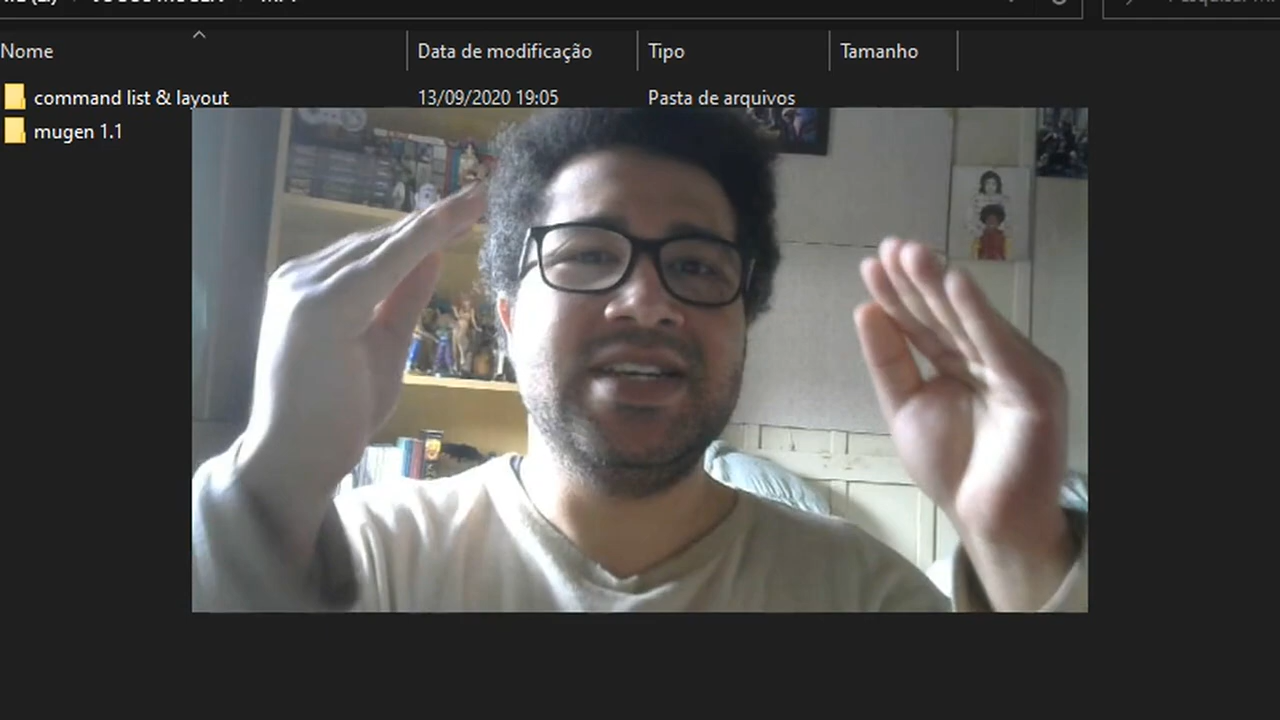 Nome
Data de modificação
Tipo
Tamanho
command list & layout
13/09/2020 19:05
Pasta de arquivos
mugen 1.1